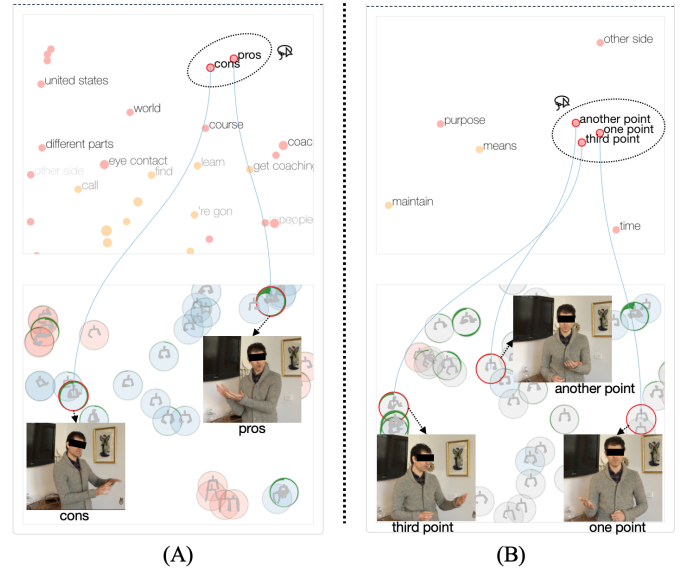 pros
cons
united states
world
course
different parts
coac
eye contact
learn
other side
find
get coaching
call
're gon
people
pros
cons
(A)
other side
another point
purpose
one point
third point
means
maintain
time
another point
third point
one point
(B)